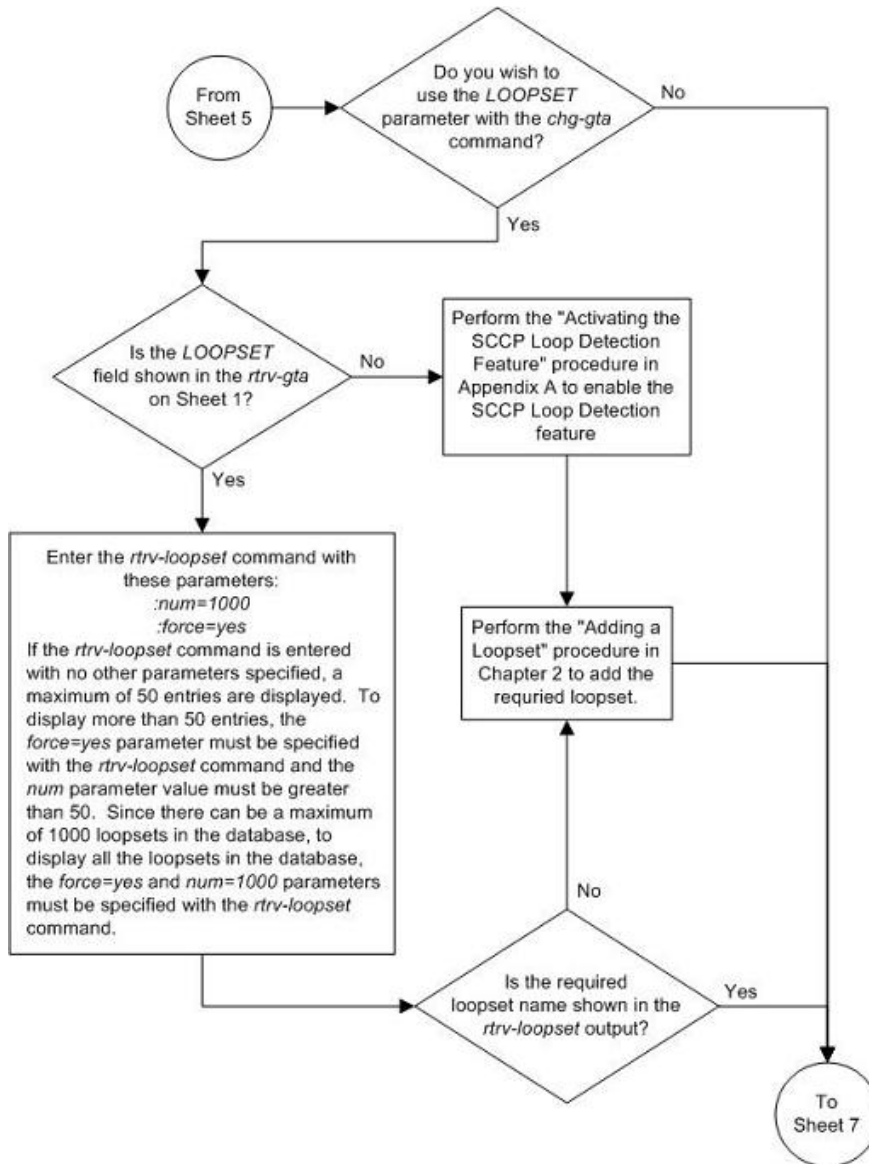 From
Sheet 5
Do you wish to
use the LOOPSET
parameter with the chg-gta
command?
No
Yes
Is the LOOPSET
field shown in the rtrv-gta
on Sheet 1?
No
Yes
Perform the "Activating the
SCCP Loop Detection
Feature" procedure in
Appendix A to enable the
SCCP Loop Detection
feature
Enter the rtrv-loopset command with
these parameters:
:num=1000
:force=yes
If the rtrv-loopset command is entered
with no other parameters specified, a
maximum of 50 entries are displayed. To
display more than 50 entries, the
force=yes parameter must be specified
with the rtrv-loopset command and the
num parameter value must be greater
than 50. Since there can be a maximum
of 1000 loopsets in the database, to
display all the loopsets in the database,
the force=yes and num=1000 parameters
must be specified with the rtrv-loopset
command.
Perform the "Adding a
Loopset" procedure in
Chapter 2 to add the
requried loopset.
No
Is the required
loopset name shown in the
rtrv-loopset output?
Yes
To
Sheet 7